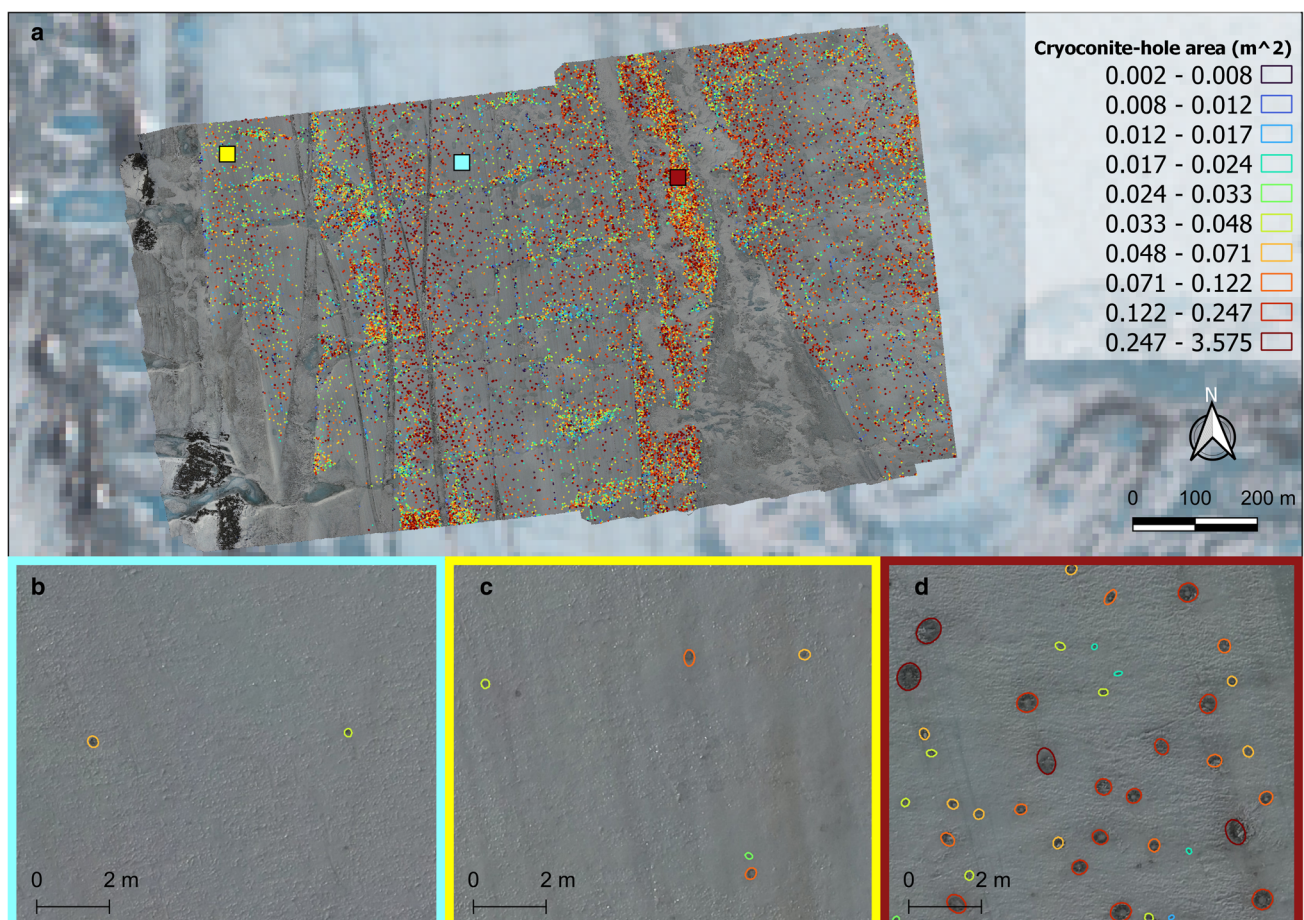 a
Cryoconite-hole area (m^2)
0.002 - 0.008
0.008 - 0.012
0.012 - 0.017
0.017 - 0.024
0.024 - 0.033
0.033 - 0.048
0.048 - 0.071
0.071 - 0.122
0.122 - 0.247
0.247 - 3.575
N
0 100 200 m
b
0 2 m
c
0 2 m
d
0 2 m